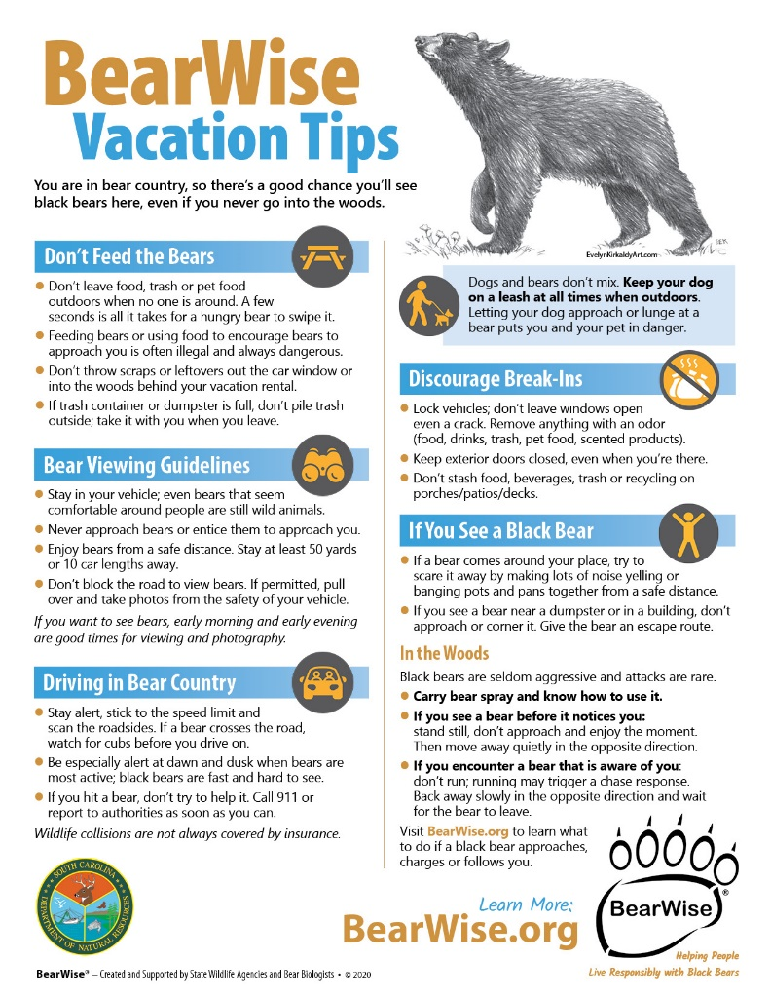 BearWise
Vacation Tips
You are in bear country, so there's a good chance you'll see
black bears here, even if you never go into the woods.
EvelynKirkaldyArt.com
Don't Feed the Bears
• Don't leave food, trash or pet food
outdoors when no one is around. A few
seconds is all it takes for a hungry bear to swipe it.
• Feeding bears or using food to encourage bears to
approach you is often illegal and always dangerous.
• Don't throw scraps or leftovers out the car window or
into the woods behind your vacation rental.
• If trash container or dumpster is full, don't pile trash
outside; take it with you when you leave.
Bear Viewing Guidelines
• Stay in your vehicle; even bears that seem
comfortable around people are still wild animals.
• Never approach bears or entice them to approach you.
• Enjoy bears from a safe distance. Stay at least 50 yards
or 10 car lengths away.
• Don't block the road to view bears. If permitted, pull
over and take photos from the safety of your vehicle.
If you want to see bears, early morning and early evening
are good times for viewing and photography.
Driving in Bear Country
• Stay alert, stick to the speed limit and
scan the roadsides. If a bear crosses the road,
watch for cubs before you drive on.
• Be especially alert at dawn and dusk when bears are
most active; black bears are fast and hard to see.
• If you hit a bear, don't try to help it. Call 911 or
report to authorities as soon as you can.
Wildlife collisions are not always covered by insurance.
Dogs and bears don't mix. Keep your dog
on a leash at all times when outdoors.
Letting your dog approach or lunge at a
bear puts you and your pet in danger.
Discourage Break-Ins
• Lock vehicles; don't leave windows open
even a crack. Remove anything with an odor
(food, drinks, trash, pet food, scented products).
• Keep exterior doors closed, even when you're there.
• Don't stash food, beverages, trash or recycling on
porches/patios/decks.
If You See a Black Bear
• If a bear comes around your place, try to
scare it away by making lots of noise yelling or
banging pots and pans together from a safe distance.
• If you see a bear near a dumpster or in a building, don't
approach or corner it. Give the bear an escape route.
In the Woods
Black bears are seldom aggressive and attacks are rare.
• Carry bear spray and know how to use it.
• If you see a bear before it notices you:
stand still, don't approach and enjoy the moment.
Then move away quietly in the opposite direction.
• If you encounter a bear that is aware of you:
don't run; running may trigger a chase response.
Back away slowly in the opposite direction and wait
for the bear to leave.
Visit BearWise.org to learn what
to do if a black bear approaches,
charges or follows you.
SOUTH CAROLINA
DEPARTMENT OF NATURAL RESOURCES
Learn More:
BearWise.org
BearWise®
Helping People
Live Responsibly with Black Bears
BearWise® – Created and Supported by State Wildlife Agencies and Bear Biologists • © 2020